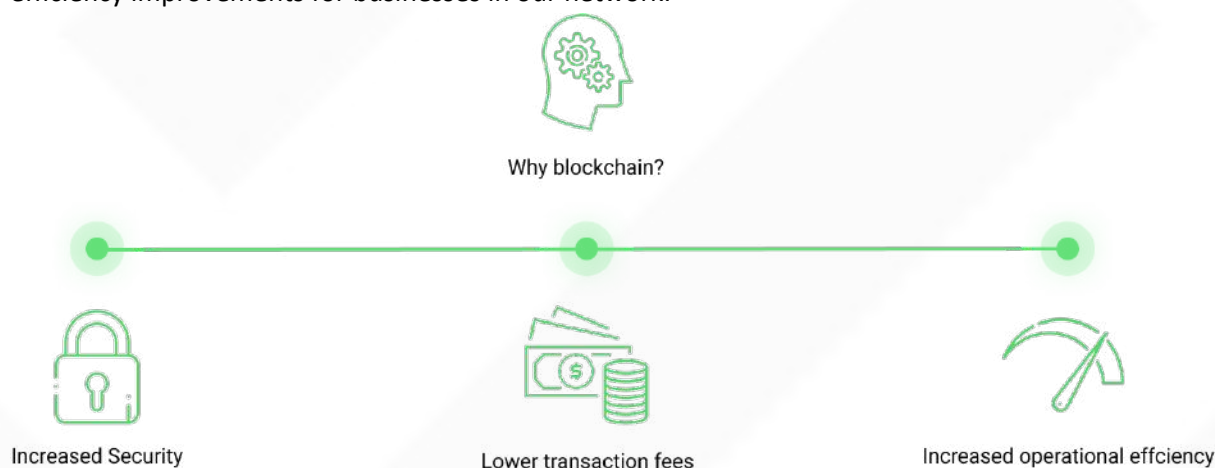 efficiency improvements for businesses in our network.
Why blockchain?
Increased Security
Lower transaction fees
Increased operational effciency